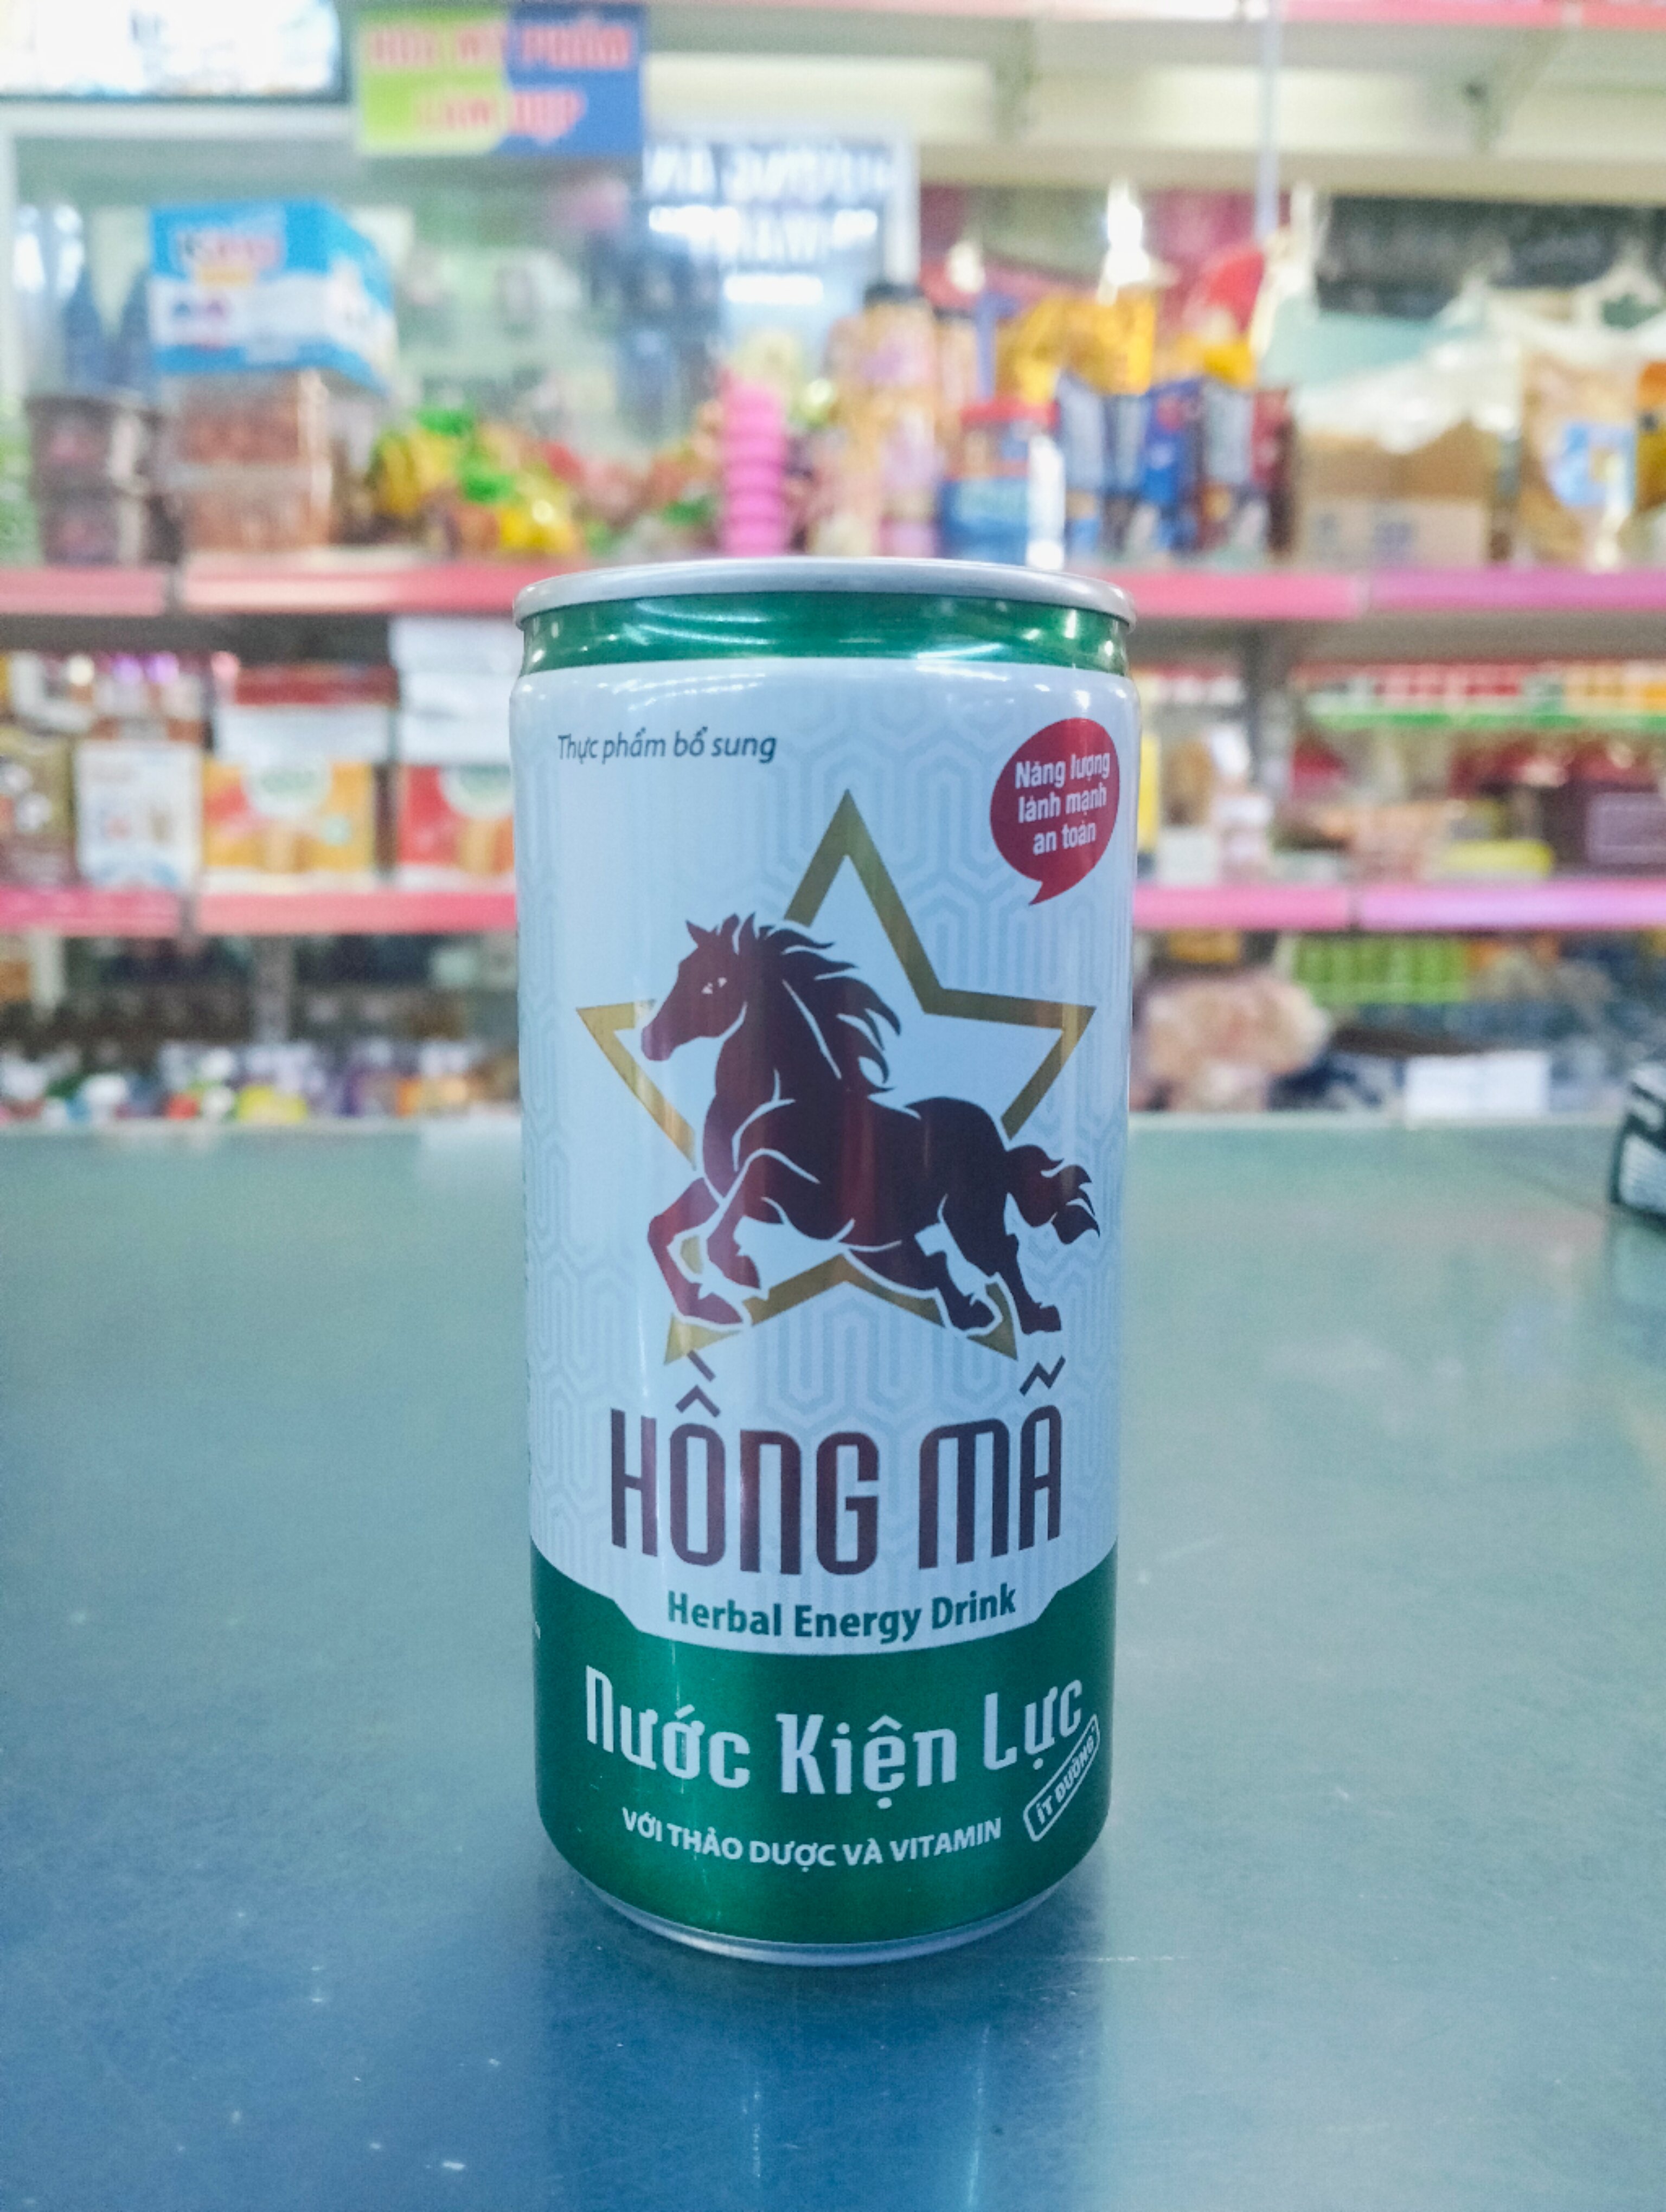 Thực phẩm bổ sung
Năng lượng
lành mạnh
an toàn
HỒNG MÃ
Herbal Energy Drink
Nước Kiện Lực
ÍT ĐƯỜNG
VỚI THẢO DƯỢC VÀ VITAMIN